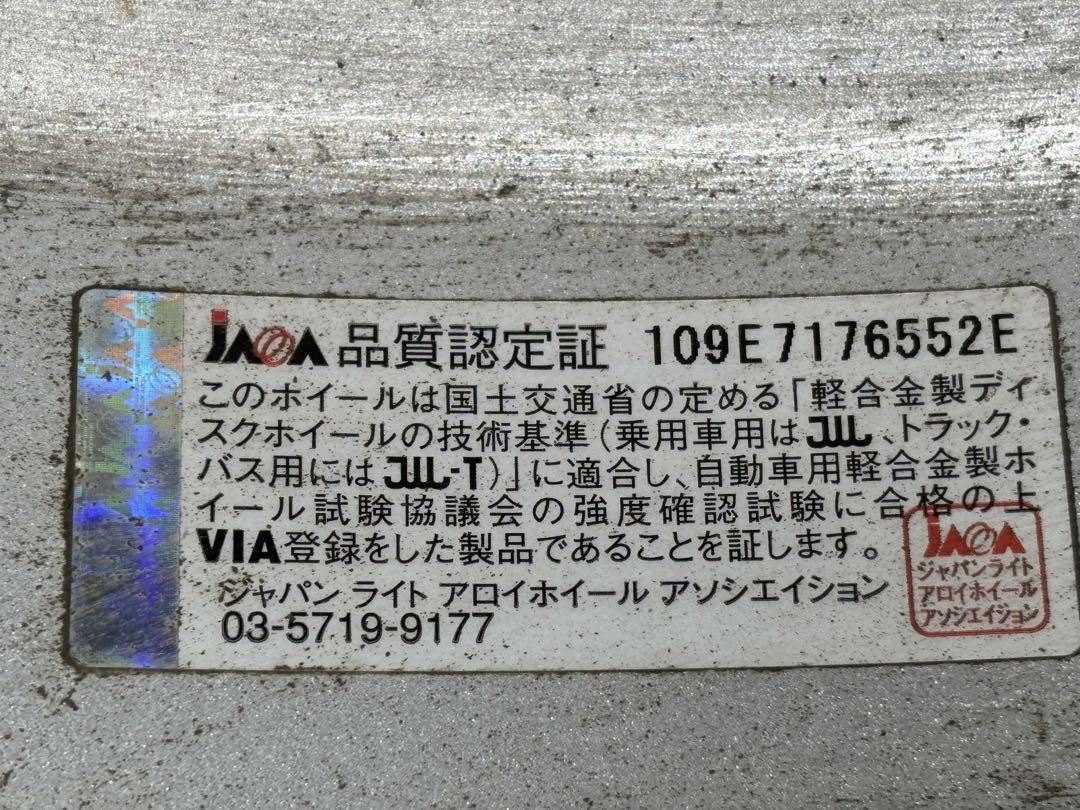 JAWA 品質認定証 109E7176552E
このホイールは国土交通省の定める「軽合金製ディ
スクホイールの技術基準(乗用車用はJWL、トラック・
バス用にはJWL-T)」に適合し、自動車用軽合金製ホ
イール試験協議会の強度確認試験に合格の上
VIA登録をした製品であることを証します。
ジャパン ライト アロイホイール アソシエイション
03-5719-9177
JAWA
ジャパンライト
アロイホイール
アソシエイション